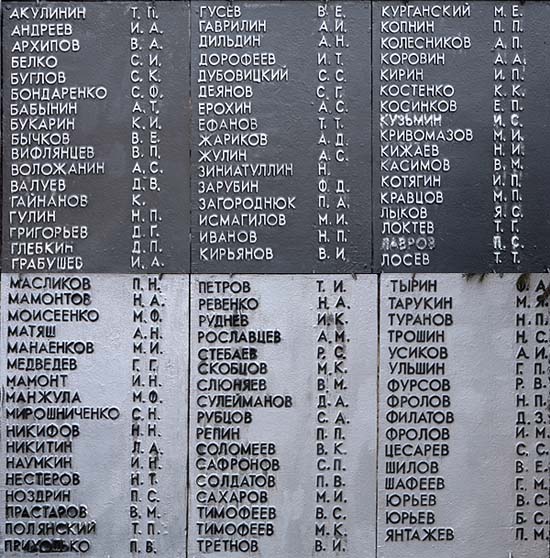 АКУЛИНИН Т. П.
АНДРЕЕВ И. А.
АРХИПОВ В. А.
БЕЛКО С. И.
БУГЛОВ С. К.
БОНДАРЕНКО С. Ф.
БАБЫНИН А. Т.
БУКАРИН К. И.
БЫЧКОВ В. Е.
ВИФЛЯНЦЕВ В. П.
ВОЛОЖАНИН А. С.
ВАЛУЕВ Д. В.
ГАЙНАНОВ К.
ГУЛИН Н. П.
ГРИГОРЬЕВ Д. Г.
ГЛЕБКИН Д. П.
ГРАБУШЕВ И. А.
ГУСЕВ В. Е.
ГАВРИЛИН А. И.
ДИЛЬДИН А. Н.
ДОРОФЕЕВ И. Т.
ДУБОВИЦКИЙ С. С.
ДЕЯНОВ С. Г.
ЕРОХИН А. С.
ЕФАНОВ Т. Т.
ЖАРИКОВ А. Д.
ЖУЛИН А. С.
ЗИНИАТУЛЛИН Н.
ЗАРУБИН Ф. Д.
ЗАГОРОДНЮК П. А.
ИСМАГИЛОВ М. И.
ИВАНОВ Н. П.
КИРЬЯНОВ В. И.
КУРГАНСКИЙ М. Е.
КОПНИН П. П.
КОЛЕСНИКОВ А. П.
КОРОВИН А. А.
КИРИН И. П.
КОСТЕНКО К. К.
КОСИНКОВ Е. П.
КУЗЬМИН И. С.
КРИВОМАЗОВ М. И.
КИЖАЕВ Н. И.
КАСИМОВ В. М.
КОТЯГИН И. П.
КРАВЦОВ М. П.
ЛЫКОВ Я. С.
ЛОКТЕВ Т. Г.
ЛАВРОВ П. С.
ЛОСЕВ Т. Т.
МАСЛИКОВ П. Н.
МАМОНТОВ Н. А.
МОИСЕЕНКО М. Ф.
МАТЯШ А. Н.
МАНАЕНКОВ М. И.
МЕДВЕДЕВ Г. Г.
МАМОНТ И. Н.
МАНЖУЛА М. Ф.
МИРОШНИЧЕНКО С. Н.
НИКИФОВ Н. Н.
НИКИТИН Л. А.
НАУМКИН И. Н.
НЕСТЕРОВ Н. Т.
НОЗДРИН П. С.
ПРАСТАРОВ В. М.
ПОЛЯНСКИЙ Т. П.
ПРИХОДЬКО П. В.
ПЕТРОВ Т. И.
РЕВЕНКО Н. А.
РУДНЕВ И. К.
РОСЛАВЦЕВ А. М.
СТЕБАЕВ Р. С.
СКОБЦОВ М. К.
СЛЮНЯЕВ В. М.
СУЛЕЙМАНОВ Д. А.
РУБЦОВ С. А.
РЕПИН П. П.
СОЛОМЕЕВ В. К.
САФРОНОВ С. П.
СОЛДАТОВ П. В.
САХАРОВ М. И.
ТИМОФЕЕВ В. С.
ТИМОФЕЕВ М. К.
ТРЕТНОВ В. И.
ТЫРИН Ф. А.
ТАРУКИН М. Я.
ТУРАНОВ Н. П.
ТРОШИН Н. С.
УСИКОВ А. И.
УЛЬШИН Г. П.
ФУРСОВ Р. В.
ФРОЛОВ Н. П.
ФИЛАТОВ Д. З.
ФРОЛОВ И. М.
ЦЕСАРЕВ С. С.
ШИЛОВ В. Е.
ШАФЕЕВ Г. М.
ЮРЬЕВ В. С.
ЮРЬЕВ Б. С.
ЯНТАЖЕВ П. М.